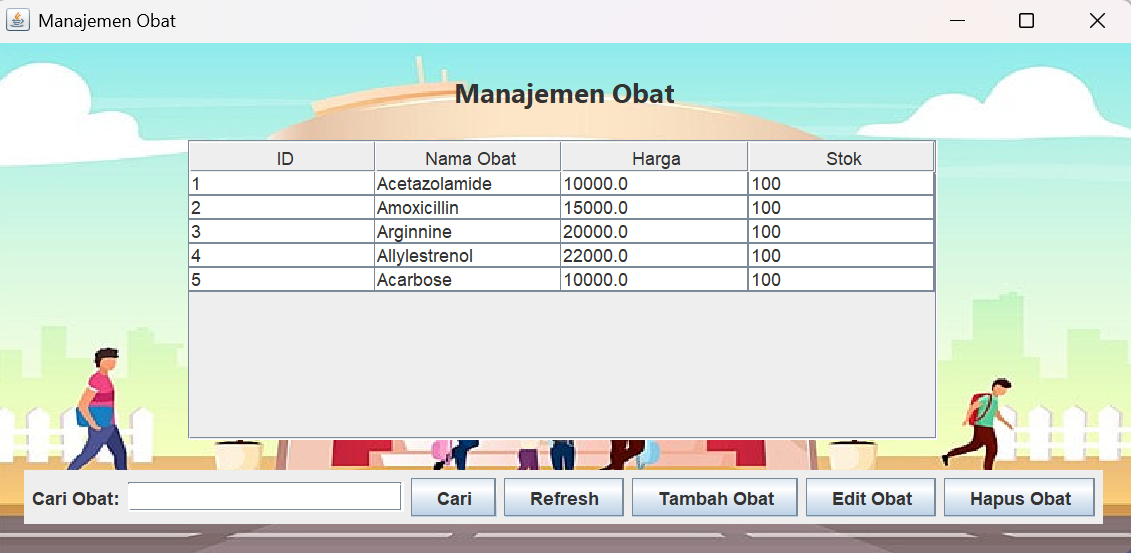 Manajemen Obat
Manajemen Obat
ID Nama Obat Harga Stok
1 Acetazolamide 10000.0 100
2 Amoxicillin 15000.0 100
3 Arginnine 20000.0 100
4 Allylestrenol 22000.0 100
5 Acarbose 10000.0 100
Cari Obat: Cari Refresh Tambah Obat Edit Obat Hapus Obat